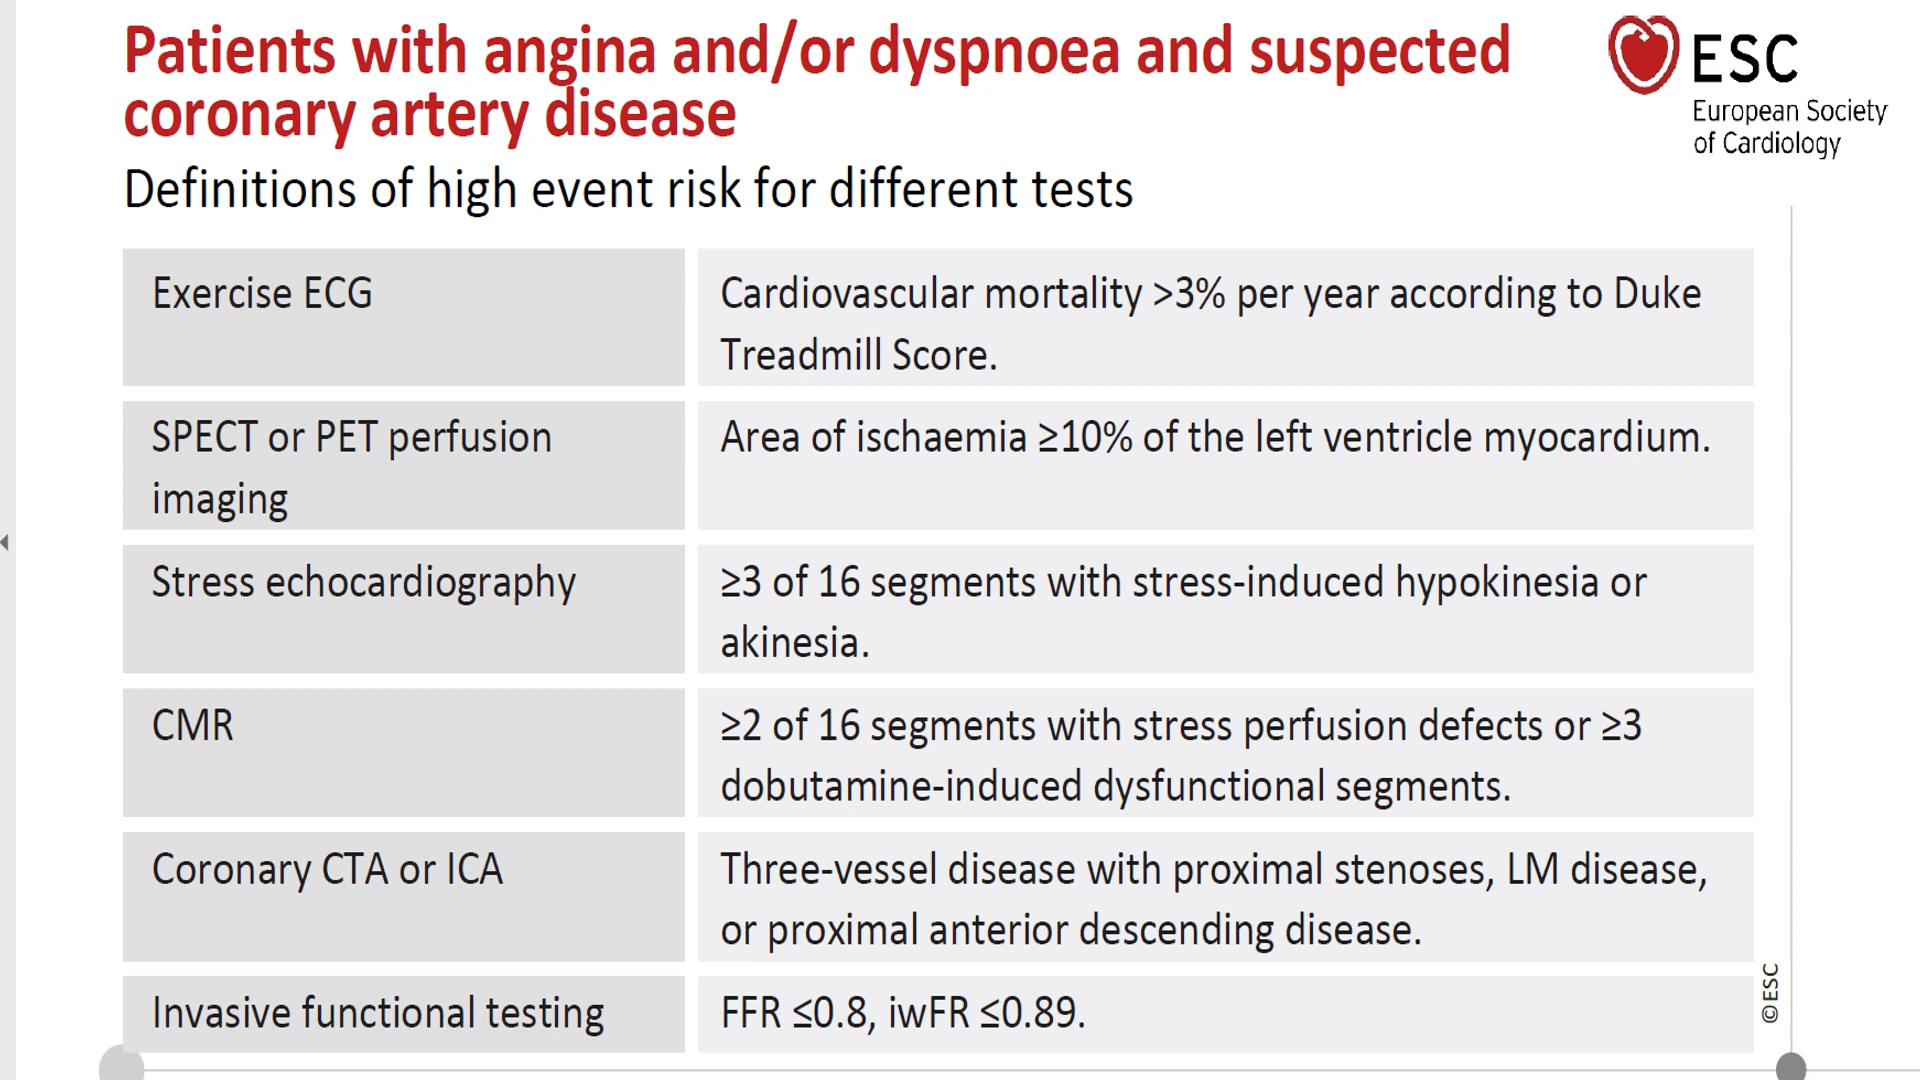 Patients with angina and/or dyspnoea and suspected
coronary artery disease
ESC
European Society
of Cardiology
Definitions of high event risk for different tests
Exercise ECG
Cardiovascular mortality >3% per year according to Duke
Treadmill Score.
SPECT or PET perfusion
imaging
Area of ischaemia ≥10% of the left ventricle myocardium.
Stress echocardiography
≥3 of 16 segments with stress-induced hypokinesia or
akinesia.
CMR
≥2 of 16 segments with stress perfusion defects or ≥3
dobutamine-induced dysfunctional segments.
Coronary CTA or ICA
Three-vessel disease with proximal stenoses, LM disease,
or proximal anterior descending disease.
Invasive functional testing
FFR ≤0.8, iwFR ≤0.89.
©ESC